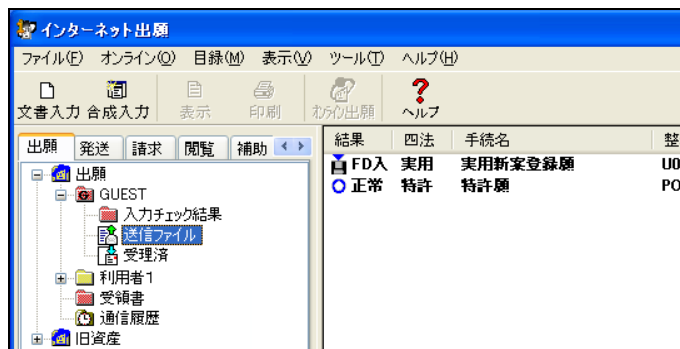 インターネット出願
ファイル(F) オンライン(O) 目録(M) 表示(V) ツール(T) ヘルプ(H)
文書入力 合成入力 表示 印刷 オンライン出願 ヘルプ
出願 発送 請求 閲覧 補助
結果 四法 手続名 整
FD入 実用 実用新案登録願 U0
正常 特許 特許願 PO
出願
GUEST
入力チェック結果
送信ファイル
受理済
利用者1
受領書
通信履歴
旧資産